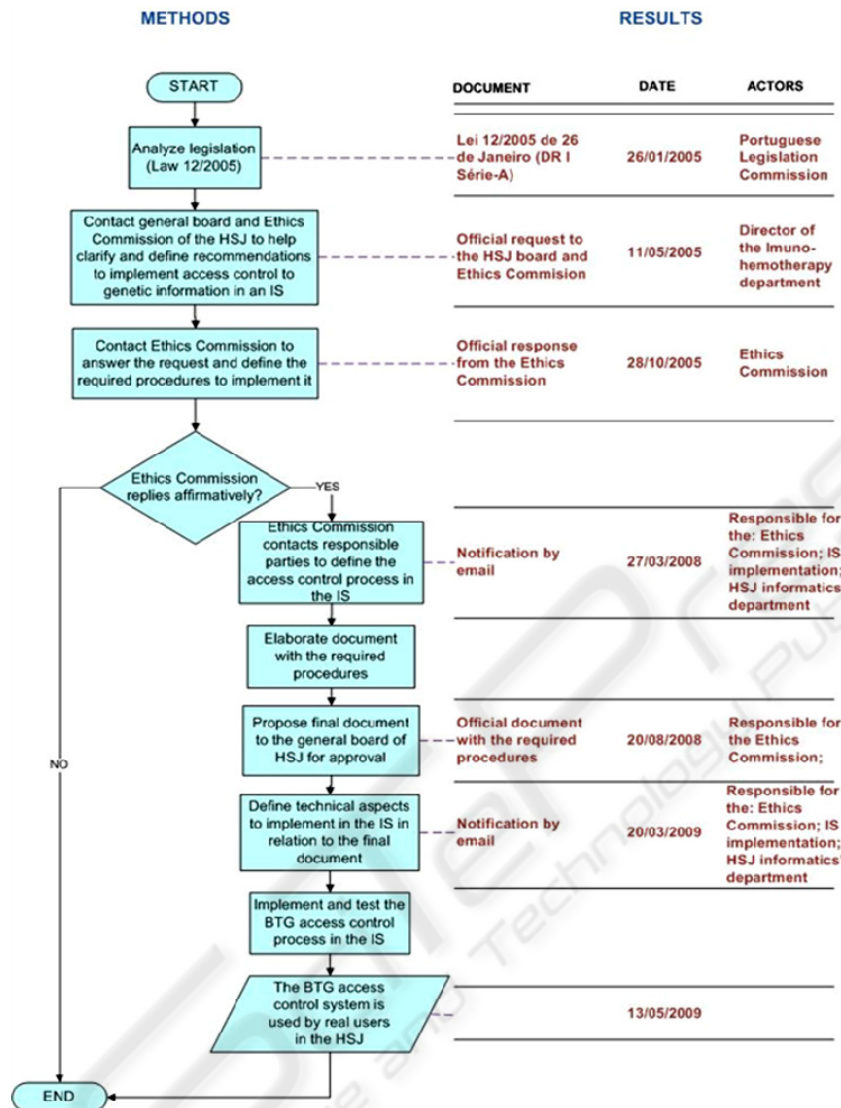 METHODS
RESULTS
START
DOCUMENT
DATE
ACTORS
Analyze legislation
(Law 12/2005)
Lei 12/2005 de 26
de Janeiro (DR I
Série-A)
26/01/2005
Portuguese
Legislation
Commission
Contact general board and Ethics
Commission of the HSJ to help
clarify and define recommendations
to implement access control to
genetic information in an IS
Official request to
the HSJ board and
Ethics Commision
11/05/2005
Director of
the Imuno-
hemotherapy
department
Contact Ethics Commission to
answer the request and define the
required procedures to implement it
Official response
from the Ethics
Commission
28/10/2005
Ethics
Commission
Ethics Commission
replies affirmatively?
YES
Ethics Commission
contacts responsible
parties to define the
access control process in
the IS
Notification by
email
27/03/2008
Responsible for
the: Ethics
Commission; IS
implementation;
HSJ informatics
department
Elaborate document
with the required
procedures
Propose final document
to the general board of
HSJ for approval
Official document
with the required
procedures
20/08/2008
Responsible for
the Ethics
Commission;
NO
Define technical aspects
to implement in the IS in
relation to the final
document
Notification by
email
20/03/2009
Responsible for
the: Ethics
Commission; IS
implementation;
HSJ informatics'
department
Implement and test the
BTG access control
process in the IS
The BTG access
control system is
used by real users
in the HSJ
13/05/2009
END